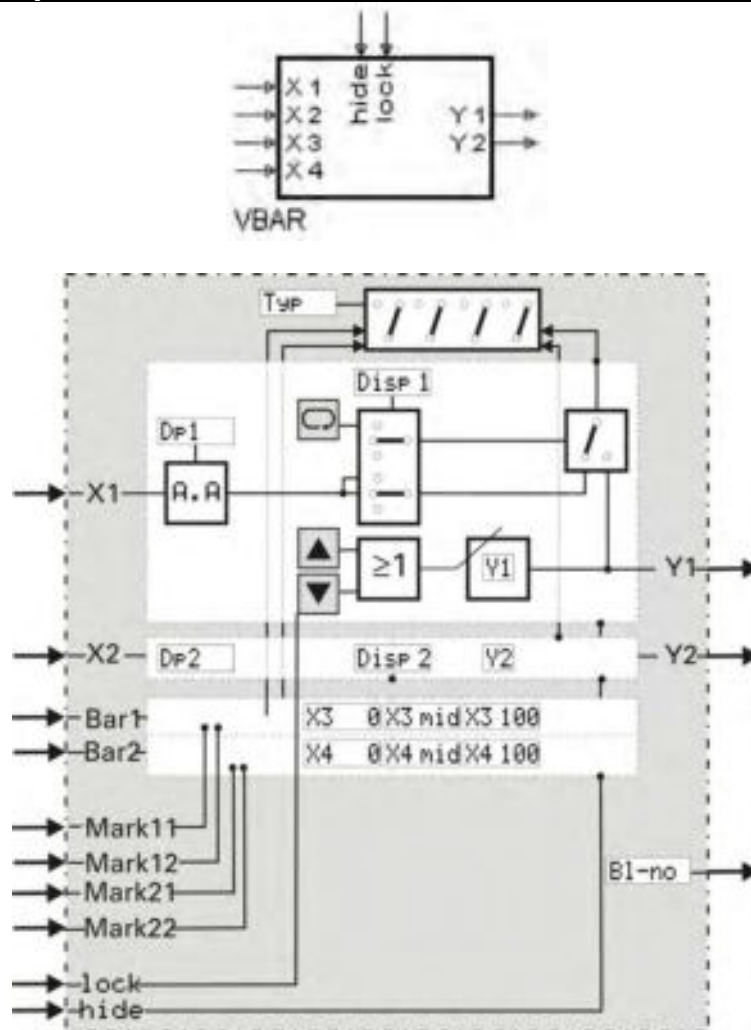 hide lock
X1
X2
X3
X4
Y1
Y2
VBAR
Typ
Disp 1
Dp1
A.A
X1
≥1
Y1
Y1
X2 Dp2 Disp 2 Y2 Y2
Bar1 X3 0 X3 mid X3 100
Bar2 X4 0 X4 mid X4 100
Mark11
Mark12
Bl-no
Mark21
Mark22
lock
hide